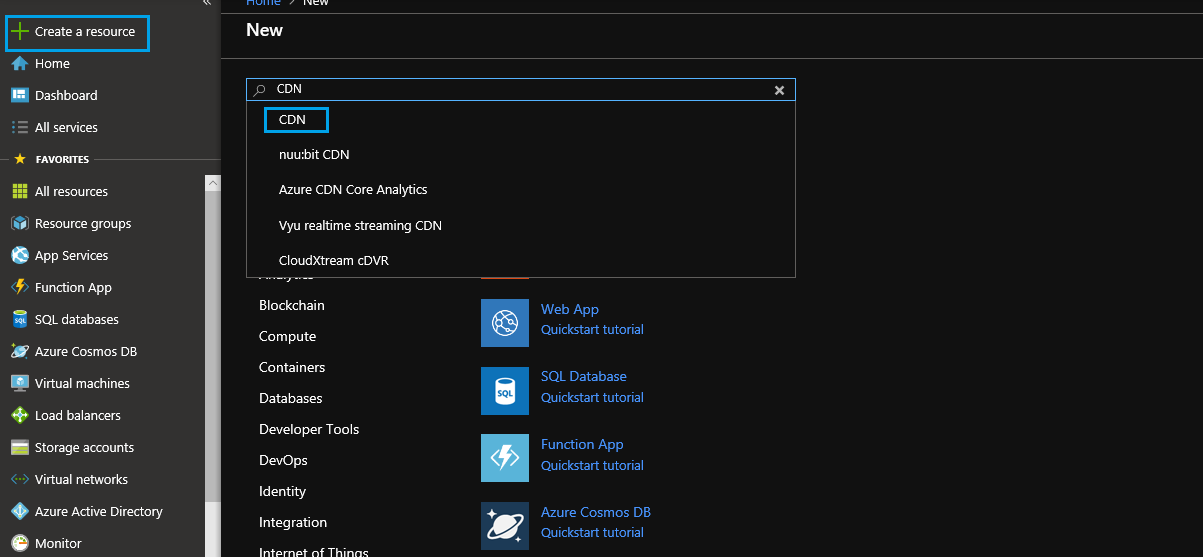 Home > New
Create a resource
Home
Dashboard
All services
FAVORITES
All resources
Resource groups
App Services
Function App
SQL databases
Azure Cosmos DB
Virtual machines
Load balancers
Storage accounts
Virtual networks
Azure Active Directory
Monitor
New
CDN
CDN
nuu:bit CDN
Azure CDN Core Analytics
Vyu realtime streaming CDN
CloudXtream cDVR
Analytics
Blockchain
Compute
Containers
Databases
Developer Tools
DevOps
Identity
Integration
Internet of Things
Web App
Quickstart tutorial
SQL
SQL Database
Quickstart tutorial
Function App
Quickstart tutorial
Azure Cosmos DB
Quickstart tutorial